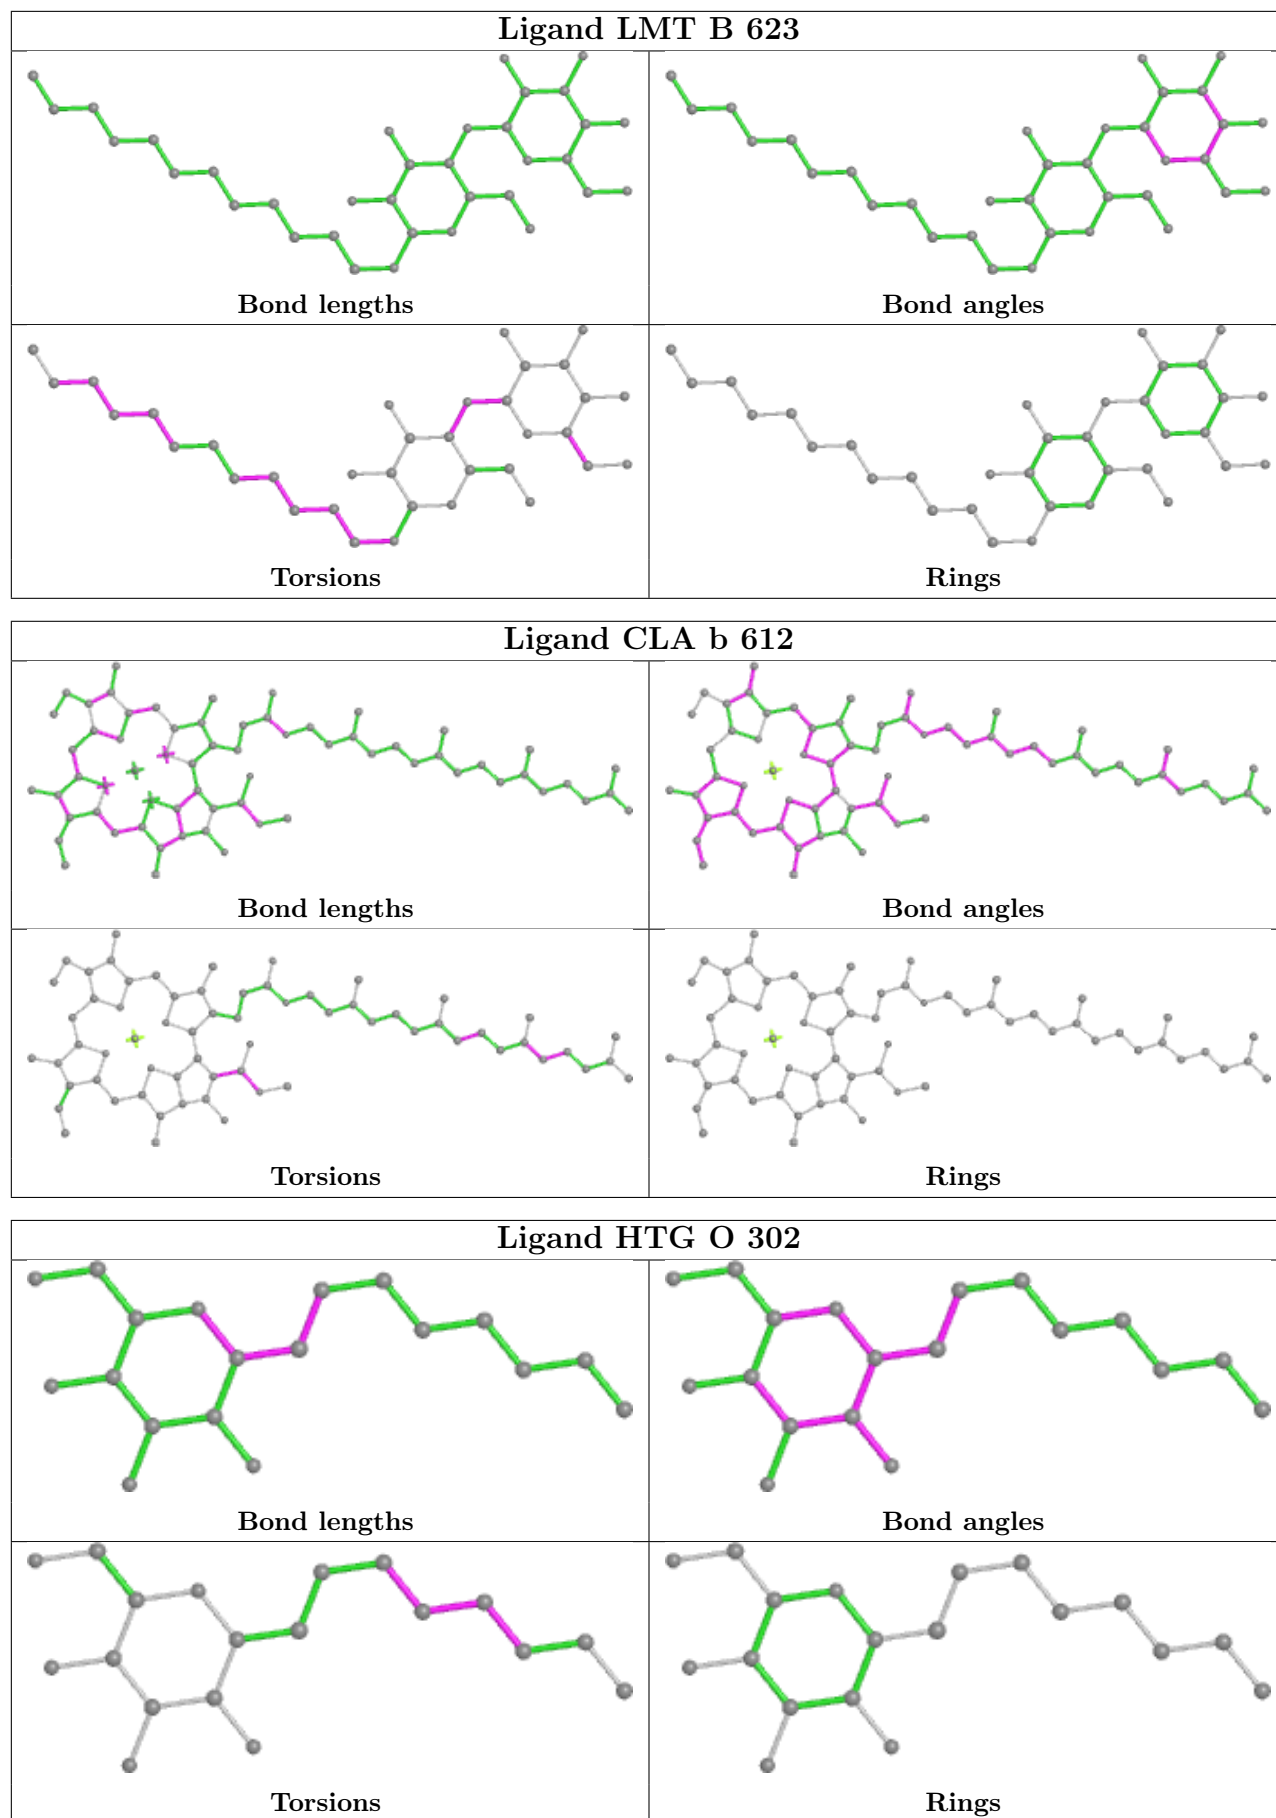 Ligand LMT B 623
Bond lengths
Bond angles
Torsions
Rings
Ligand CLA b 612
Bond lengths
Bond angles
Torsions
Rings
Ligand HTG O 302
Bond lengths
Bond angles
Torsions
Rings